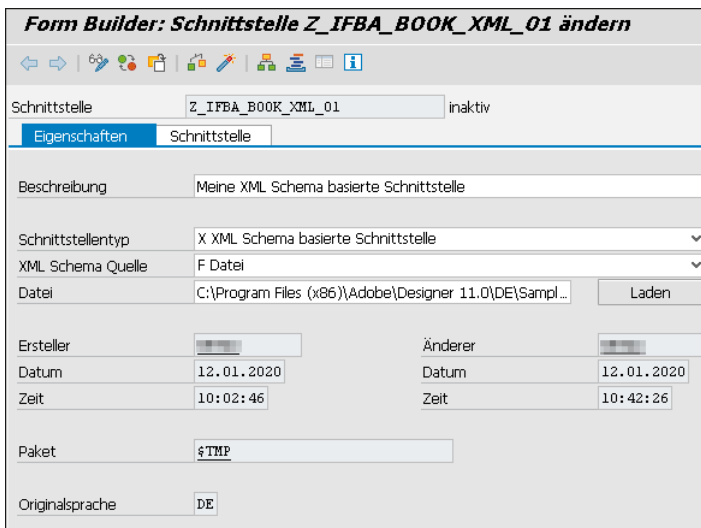 Form Builder: Schnittstelle Z_IFBA_BOOK_XML_01 ändern
Schnittstelle Z_IFBA_BOOK_XML_01 inaktiv
Eigenschaften Schnittstelle
Beschreibung Meine XML Schema basierte Schnittstelle
Schnittstellentyp X XML Schema basierte Schnittstelle
XML Schema Quelle F Datei
Datei C:\Program Files (x86)\Adobe\Designer 11.0\DE\Sampl... Laden
Ersteller Änderer
Datum 12.01.2020 Datum 12.01.2020
Zeit 10:02:46 Zeit 10:42:26
Paket $TMP
Originalsprache DE